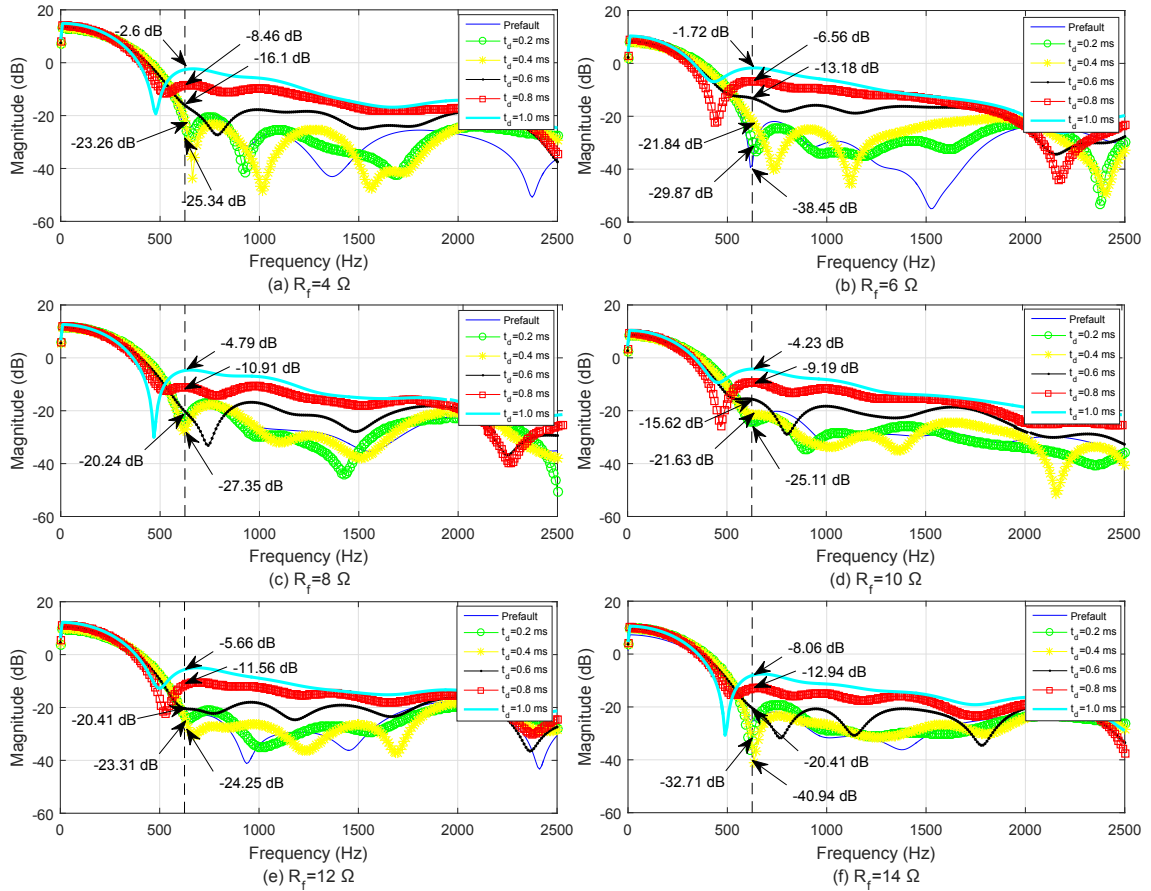 20
0
-20
-40
-60
Magnitude (dB)
0
500
1000
1500
2000
2500
Frequency (Hz)
(a) R_f=4 Ω
-2.6 dB
-8.46 dB
-16.1 dB
-23.26 dB
-25.34 dB
Prefault
t_d=0.2 ms
t_d=0.4 ms
t_d=0.6 ms
t_d=0.8 ms
t_d=1.0 ms
20
0
-20
-40
-60
Magnitude (dB)
0
500
1000
1500
2000
2500
Frequency (Hz)
(b) R_f=6 Ω
-1.72 dB
-6.56 dB
-13.18 dB
-21.84 dB
-29.87 dB
-38.45 dB
Prefault
t_d=0.2 ms
t_d=0.4 ms
t_d=0.6 ms
t_d=0.8 ms
t_d=1.0 ms
20
0
-20
-40
-60
Magnitude (dB)
0
500
1000
1500
2000
2500
Frequency (Hz)
(c) R_f=8 Ω
-4.79 dB
-10.91 dB
-20.24 dB
-27.35 dB
Prefault
t_d=0.2 ms
t_d=0.4 ms
t_d=0.6 ms
t_d=0.8 ms
t_d=1.0 ms
20
0
-20
-40
-60
Magnitude (dB)
0
500
1000
1500
2000
2500
Frequency (Hz)
(d) R_f=10 Ω
-4.23 dB
-9.19 dB
-15.62 dB
-21.63 dB
-25.11 dB
Prefault
t_d=0.2 ms
t_d=0.4 ms
t_d=0.6 ms
t_d=0.8 ms
t_d=1.0 ms
20
0
-20
-40
-60
Magnitude (dB)
0
500
1000
1500
2000
2500
Frequency (Hz)
(e) R_f=12 Ω
-5.66 dB
-11.56 dB
-20.41 dB
-23.31 dB
-24.25 dB
Prefault
t_d=0.2 ms
t_d=0.4 ms
t_d=0.6 ms
t_d=0.8 ms
t_d=1.0 ms
20
0
-20
-40
-60
Magnitude (dB)
0
500
1000
1500
2000
2500
Frequency (Hz)
(f) R_f=14 Ω
-8.06 dB
-12.94 dB
-20.41 dB
-32.71 dB
-40.94 dB
Prefault
t_d=0.2 ms
t_d=0.4 ms
t_d=0.6 ms
t_d=0.8 ms
t_d=1.0 ms